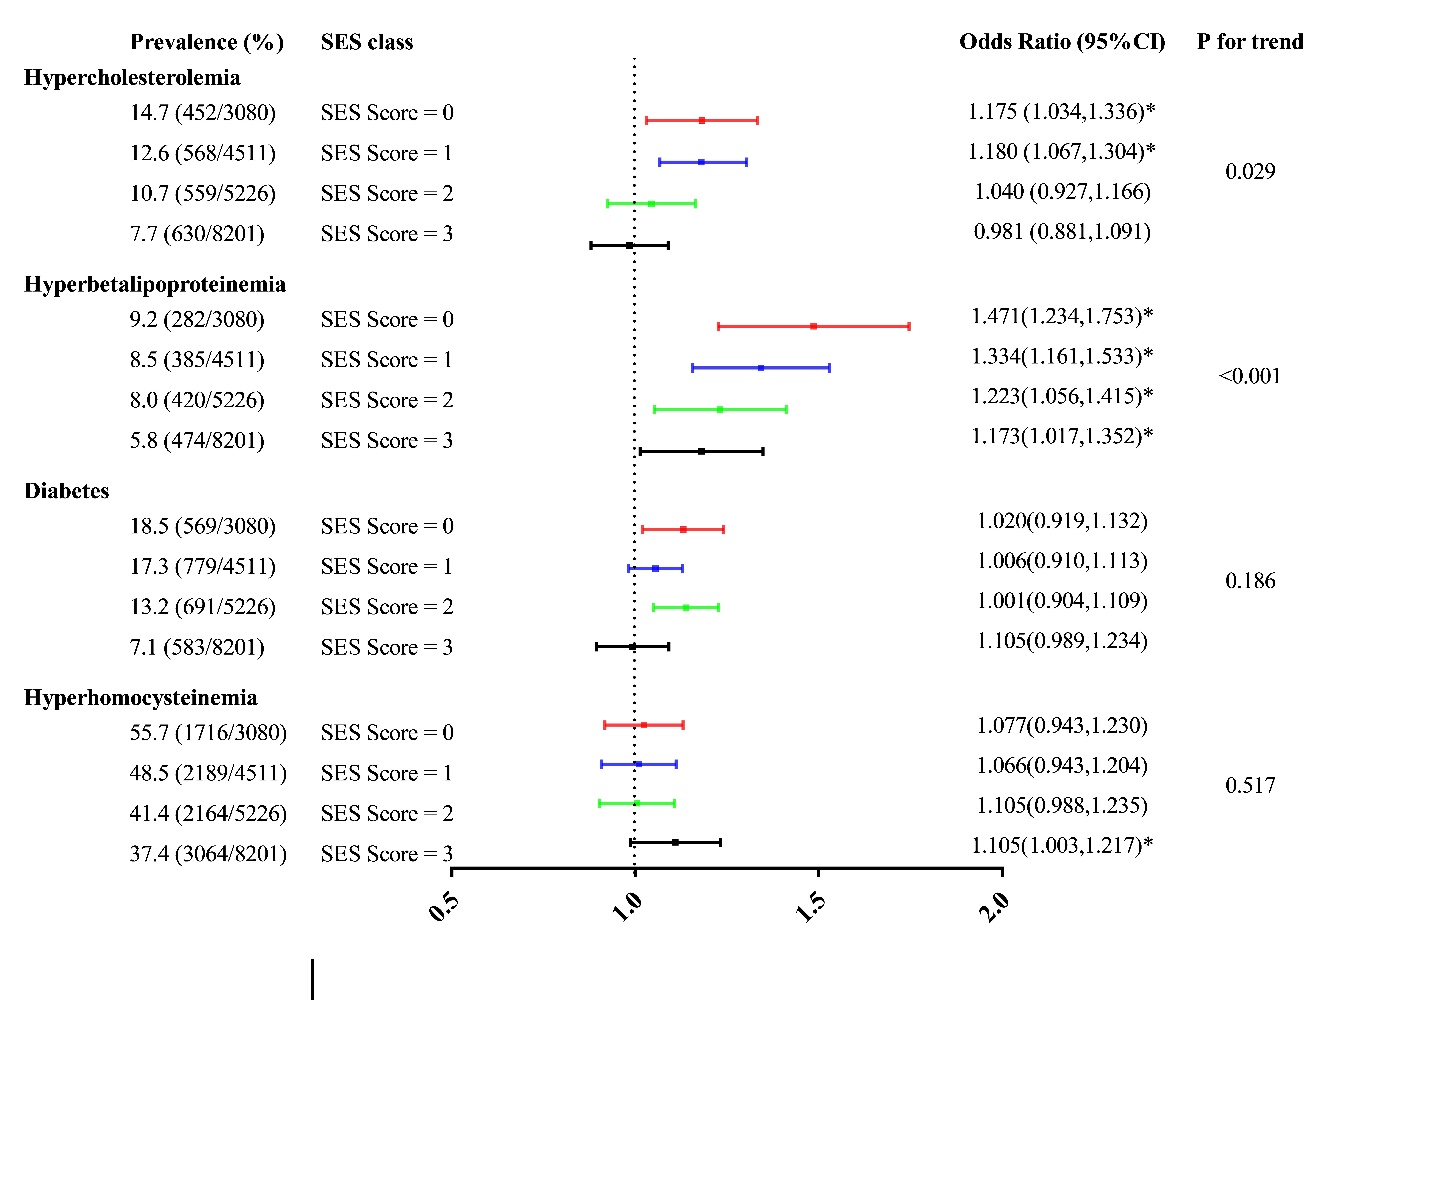 Prevalence (%) SES class Odds Ratio (95%CI) P for trend
Hypercholesterolemia
14.7 (452/3080) SES Score = 0 1.175 (1.034,1.336)*
12.6 (568/4511) SES Score = 1 1.180 (1.067,1.304)*
0.029
10.7 (559/5226) SES Score = 2 1.040 (0.927,1.166)
7.7 (630/8201) SES Score = 3 0.981 (0.881,1.091)
Hyperbetalipoproteinemia
9.2 (282/3080) SES Score = 0 1.471(1.234,1.753)*
8.5 (385/4511) SES Score = 1 1.334(1.161,1.533)*
<0.001
8.0 (420/5226) SES Score = 2 1.223(1.056,1.415)*
5.8 (474/8201) SES Score = 3 1.173(1.017,1.352)*
Diabetes
18.5 (569/3080) SES Score = 0 1.020(0.919,1.132)
17.3 (779/4511) SES Score = 1 1.006(0.910,1.113)
0.186
13.2 (691/5226) SES Score = 2 1.001(0.904,1.109)
7.1 (583/8201) SES Score = 3 1.105(0.989,1.234)
Hyperhomocysteinemia
55.7 (1716/3080) SES Score = 0 1.077(0.943,1.230)
48.5 (2189/4511) SES Score = 1 1.066(0.943,1.204)
0.517
41.4 (2164/5226) SES Score = 2 1.105(0.988,1.235)
37.4 (3064/8201) SES Score = 3 1.105(1.003,1.217)*
0.5 1.0 1.5 2.0